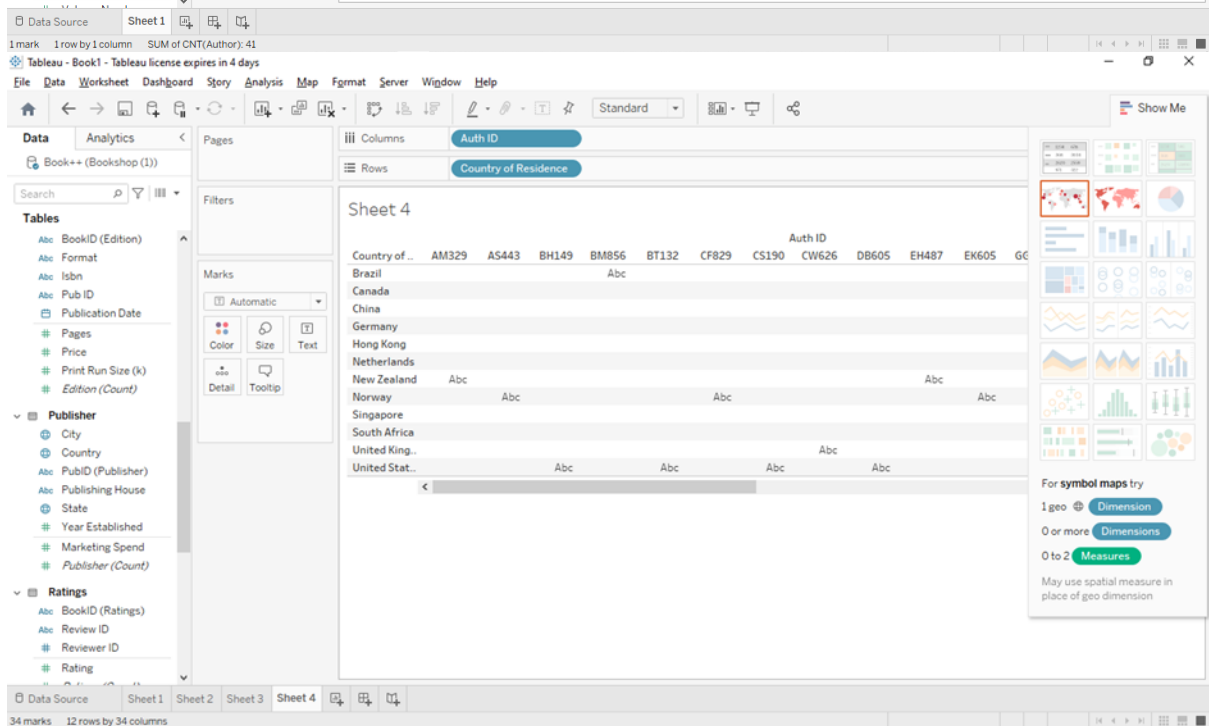 Data Source Sheet 1
1 mark 1 row by 1 column SUM of CNT(Author): 41
Tableau - Book1 - Tableau license expires in 4 days
File Data Worksheet Dashboard Story Analysis Map Format Server Window Help
Standard Show Me
Data Analytics
Book++ (Bookshop (1))
Search
Tables
Abc BookID (Edition)
Abc Format
Abc Isbn
Abc Pub ID
Publication Date
# Pages
# Price
# Print Run Size (k)
# Edition (Count)
Publisher
City
Country
Abc PubID (Publisher)
Abc Publishing House
State
# Year Established
# Marketing Spend
# Publisher (Count)
Ratings
Abc BookID (Ratings)
Abc Review ID
# Reviewer ID
# Rating
Pages
Filters
Marks
T Automatic
Color Size Text
Detail Tooltip
Columns Auth ID
Rows Country of Residence
Sheet 4
Auth ID
Country of .. AM329 AS443 BH149 BM856 BT132 CF829 CS190 CW626 DB605 EH487 EK605
Brazil Abc
Canada
China
Germany
Hong Kong
Netherlands
New Zealand Abc Abc
Norway Abc Abc Abc
Singapore
South Africa
United King.. Abc
United Stat.. Abc Abc Abc Abc
For symbol maps try
1 geo Dimension
0 or more Dimensions
0 to 2 Measures
May use spatial measure in
place of geo dimension
Data Source Sheet 1 Sheet 2 Sheet 3 Sheet 4
34 marks 12 rows by 34 columns